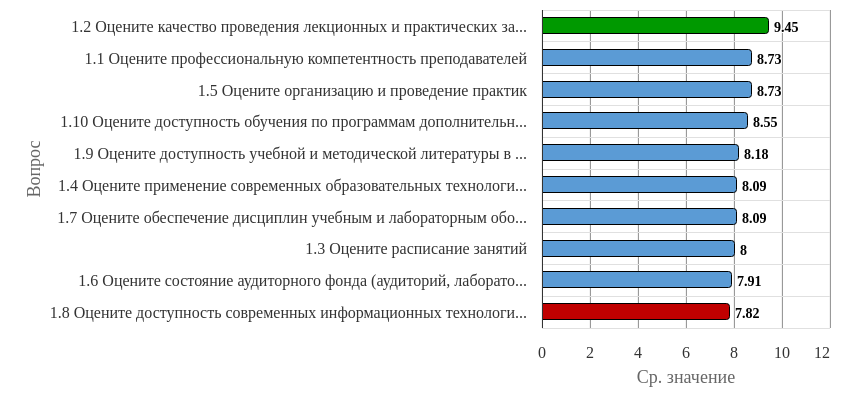 1.2 Оцените качество проведения лекционных и практических за... 9.45
1.1 Оцените профессиональную компетентность преподавателей 8.73
1.5 Оцените организацию и проведение практик 8.73
1.10 Оцените доступность обучения по программам дополнительн... 8.55
1.9 Оцените доступность учебной и методической литературы в ... 8.18
1.4 Оцените применение современных образовательных технологи... 8.09
1.7 Оцените обеспечение дисциплин учебным и лабораторным обо... 8.09
1.3 Оцените расписание занятий 8
1.6 Оцените состояние аудиторного фонда (аудиторий, лаборато... 7.91
1.8 Оцените доступность современных информационных технологи... 7.82
Вопрос
0 2 4 6 8 10 12
Ср. значение